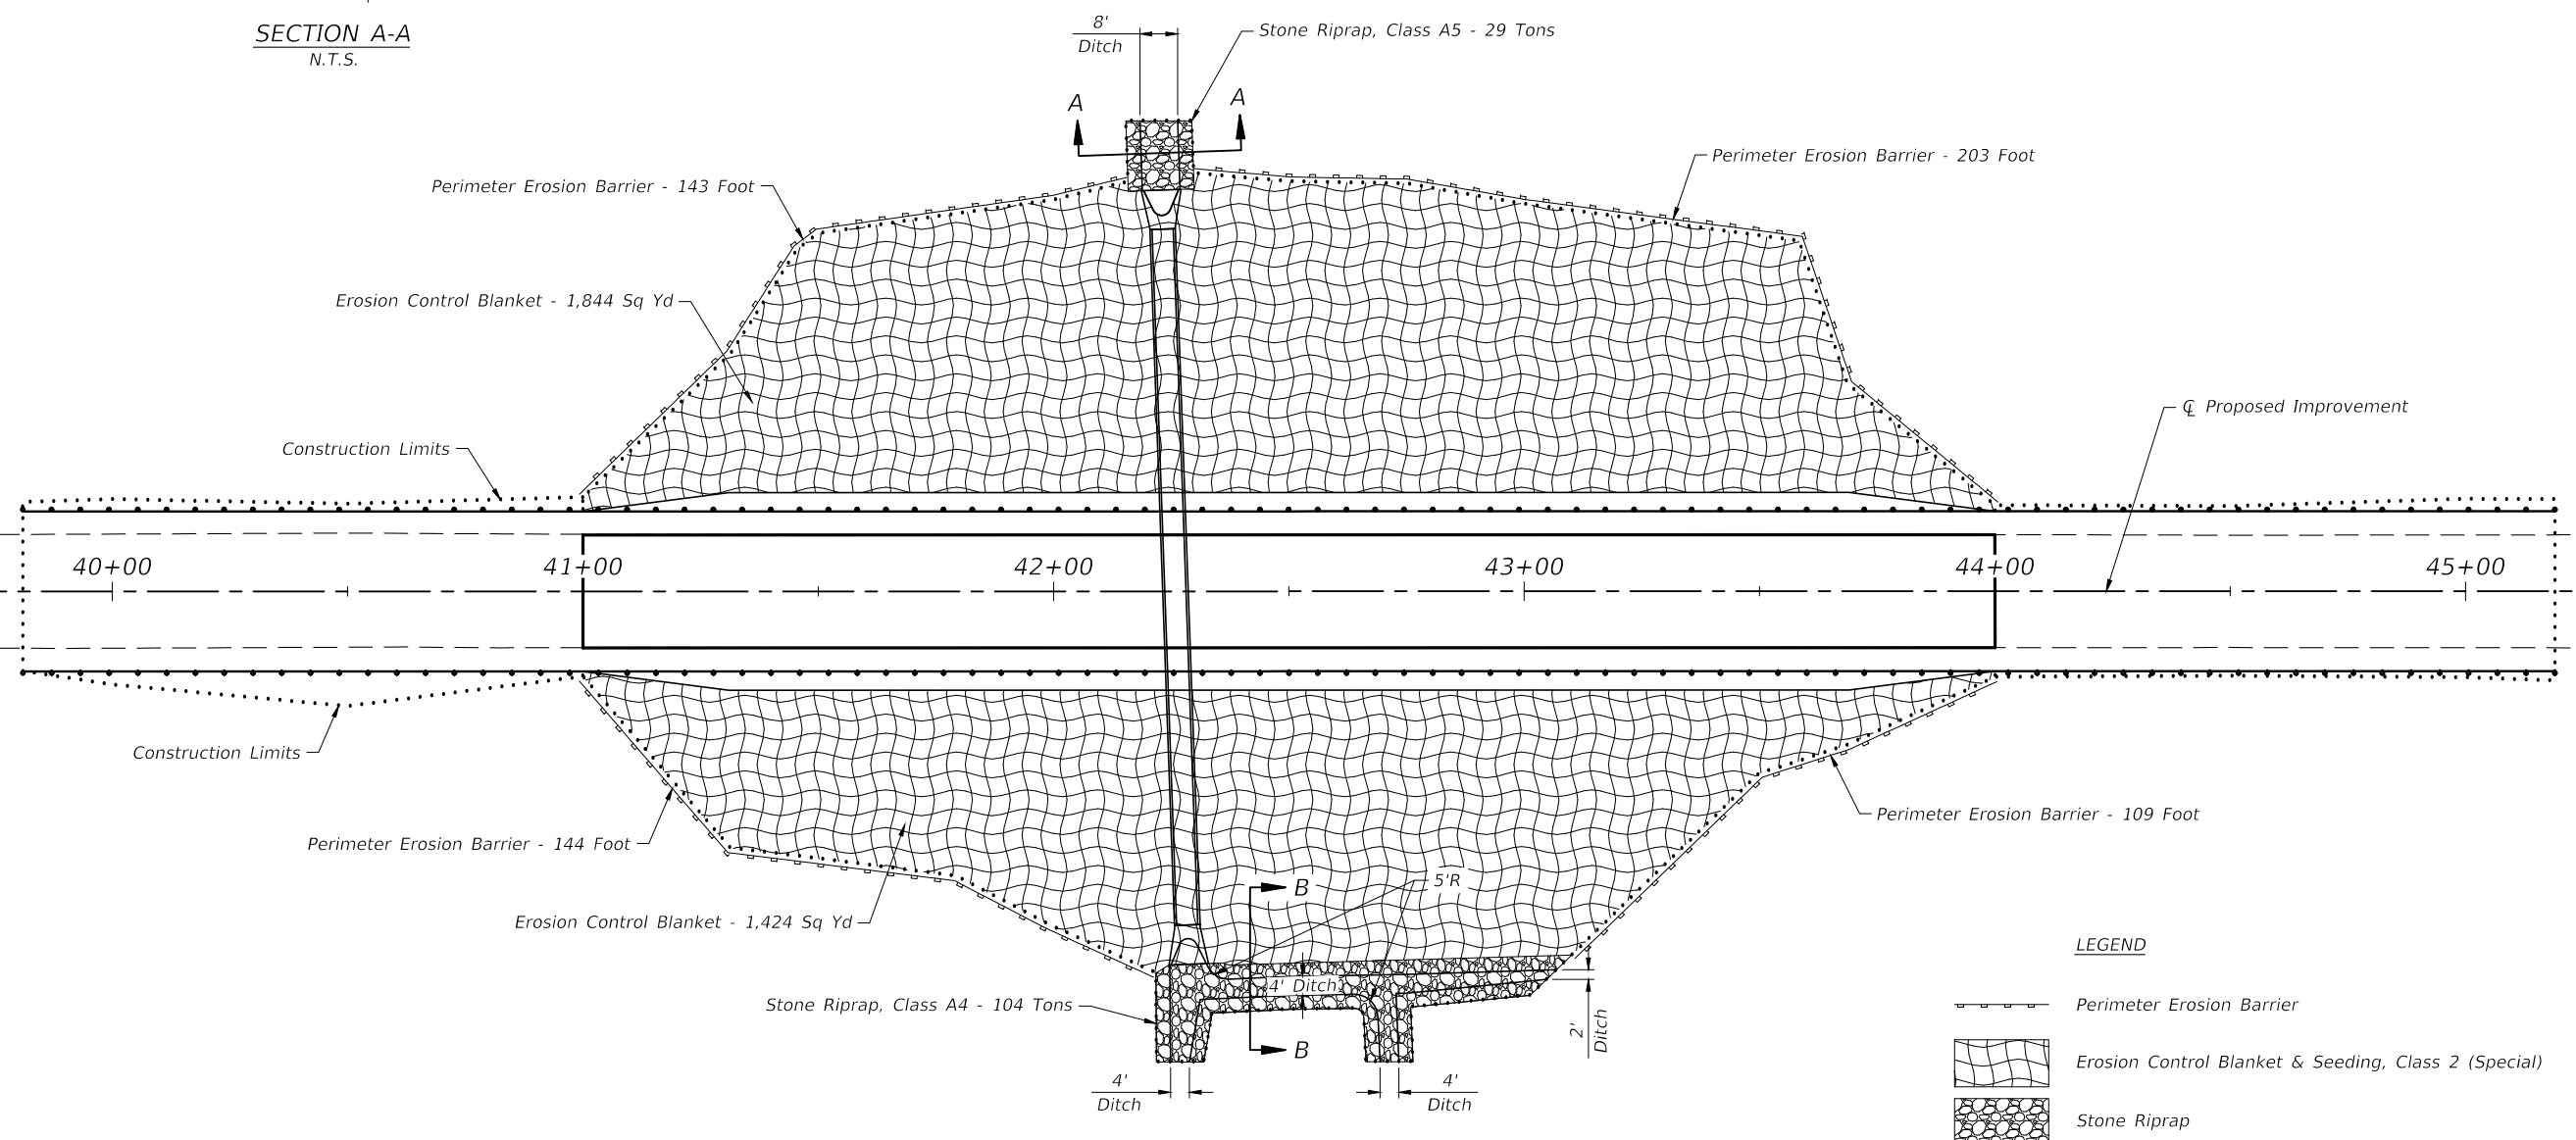 SECTION A-A
N.T.S.
8'
Ditch
Stone Riprap, Class A5 - 29 Tons
A
A
Perimeter Erosion Barrier - 143 Foot
Perimeter Erosion Barrier - 203 Foot
Erosion Control Blanket - 1,844 Sq Yd
Construction Limits
℄ Proposed Improvement
40+00
41+00
42+00
43+00
44+00
45+00
Construction Limits
Perimeter Erosion Barrier - 144 Foot
Perimeter Erosion Barrier - 109 Foot
Erosion Control Blanket - 1,424 Sq Yd
B
5'R
Stone Riprap, Class A4 - 104 Tons
4' Ditch
2'
Ditch
B
4'
Ditch
4'
Ditch
LEGEND
Perimeter Erosion Barrier
Erosion Control Blanket & Seeding, Class 2 (Special)
Stone Riprap